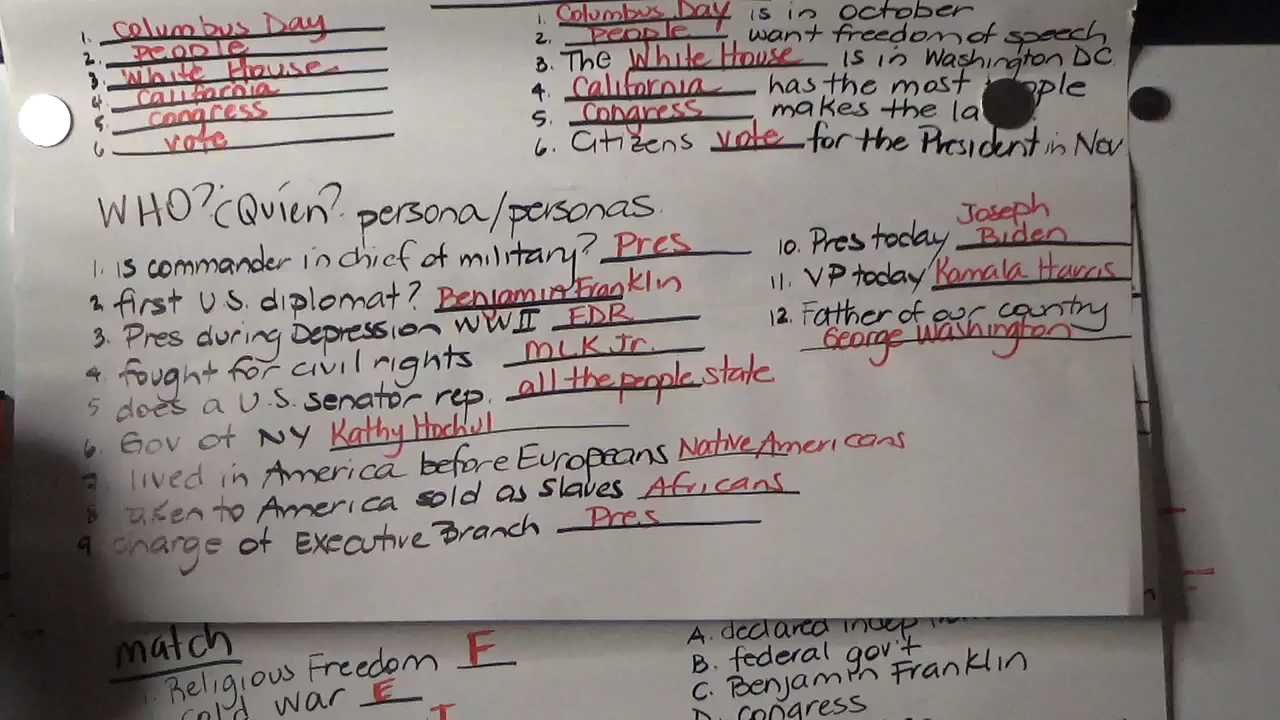 1. Columbus Day
2. people
3. White House
4. California
5. congress
6 vote
1. Columbus Day is in october
2. people want freedom of speech
3. The White House is in Washington DC.
4. California has the most
5. Congress makes the
6. Citizens vote for the President in Nov
WHO? ¿Quíen? persona/personas.
1. is commander in chief of military? Pres
2 first U.S. diplomat? Benjamin Franklin
3. Pres during Depression WWII FDR
4 fought for civil rights MLK Jr.
5 does a U.S. senator rep. all the people state
6. Gov of NY Kathy Hochul
7 lived in America before Europeans Native Americans
8 taken to America sold as slaves Africans
9 charge of Executive Branch Pres
10. Pres today Joseph
Biden
11. VP today Kamala Harris
12. Father of our country
George Washington
match
1. Religious Freedom F
cold war E
I
A. declared indep
B. federal gov't
C. Benjamin Franklin
D. congress